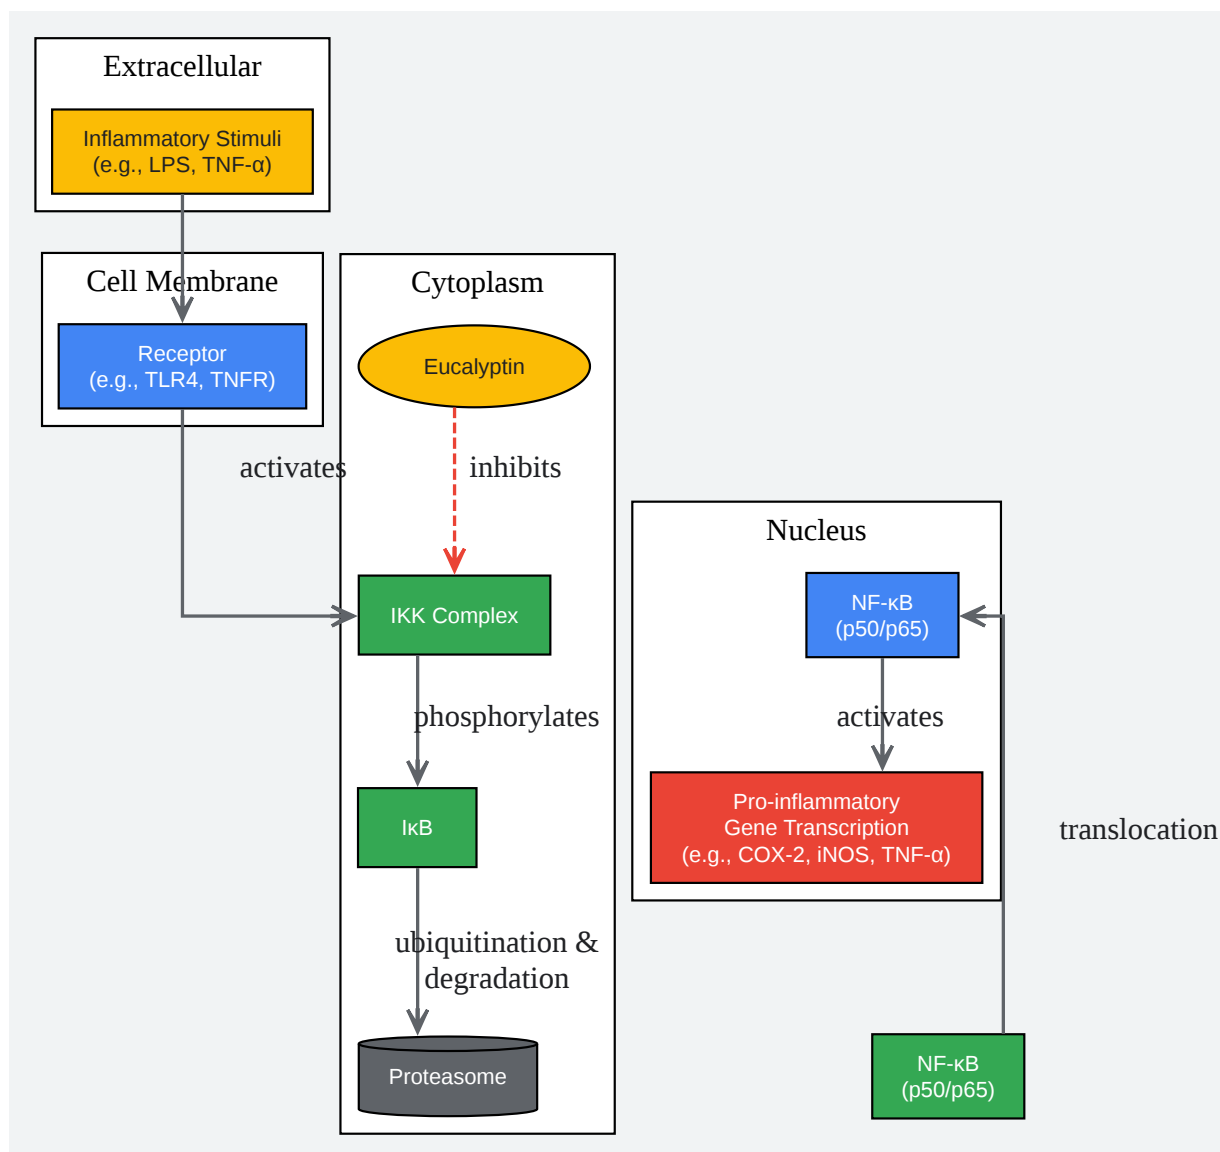 Extracellular
Inflammatory Stimuli
(e.g., LPS, TNF-α)
Cell Membrane
Receptor
(e.g., TLR4, TNFR)
activates
Cytoplasm
Eucalyptin
inhibits
IKK Complex
phosphorylates
IκB
ubiquitination &
degradation
Proteasome
Nucleus
NF-κB
(p50/p65)
activates
Pro-inflammatory
Gene Transcription
(e.g., COX-2, iNOS, TNF-α)
translocation
NF-κB
(p50/p65)